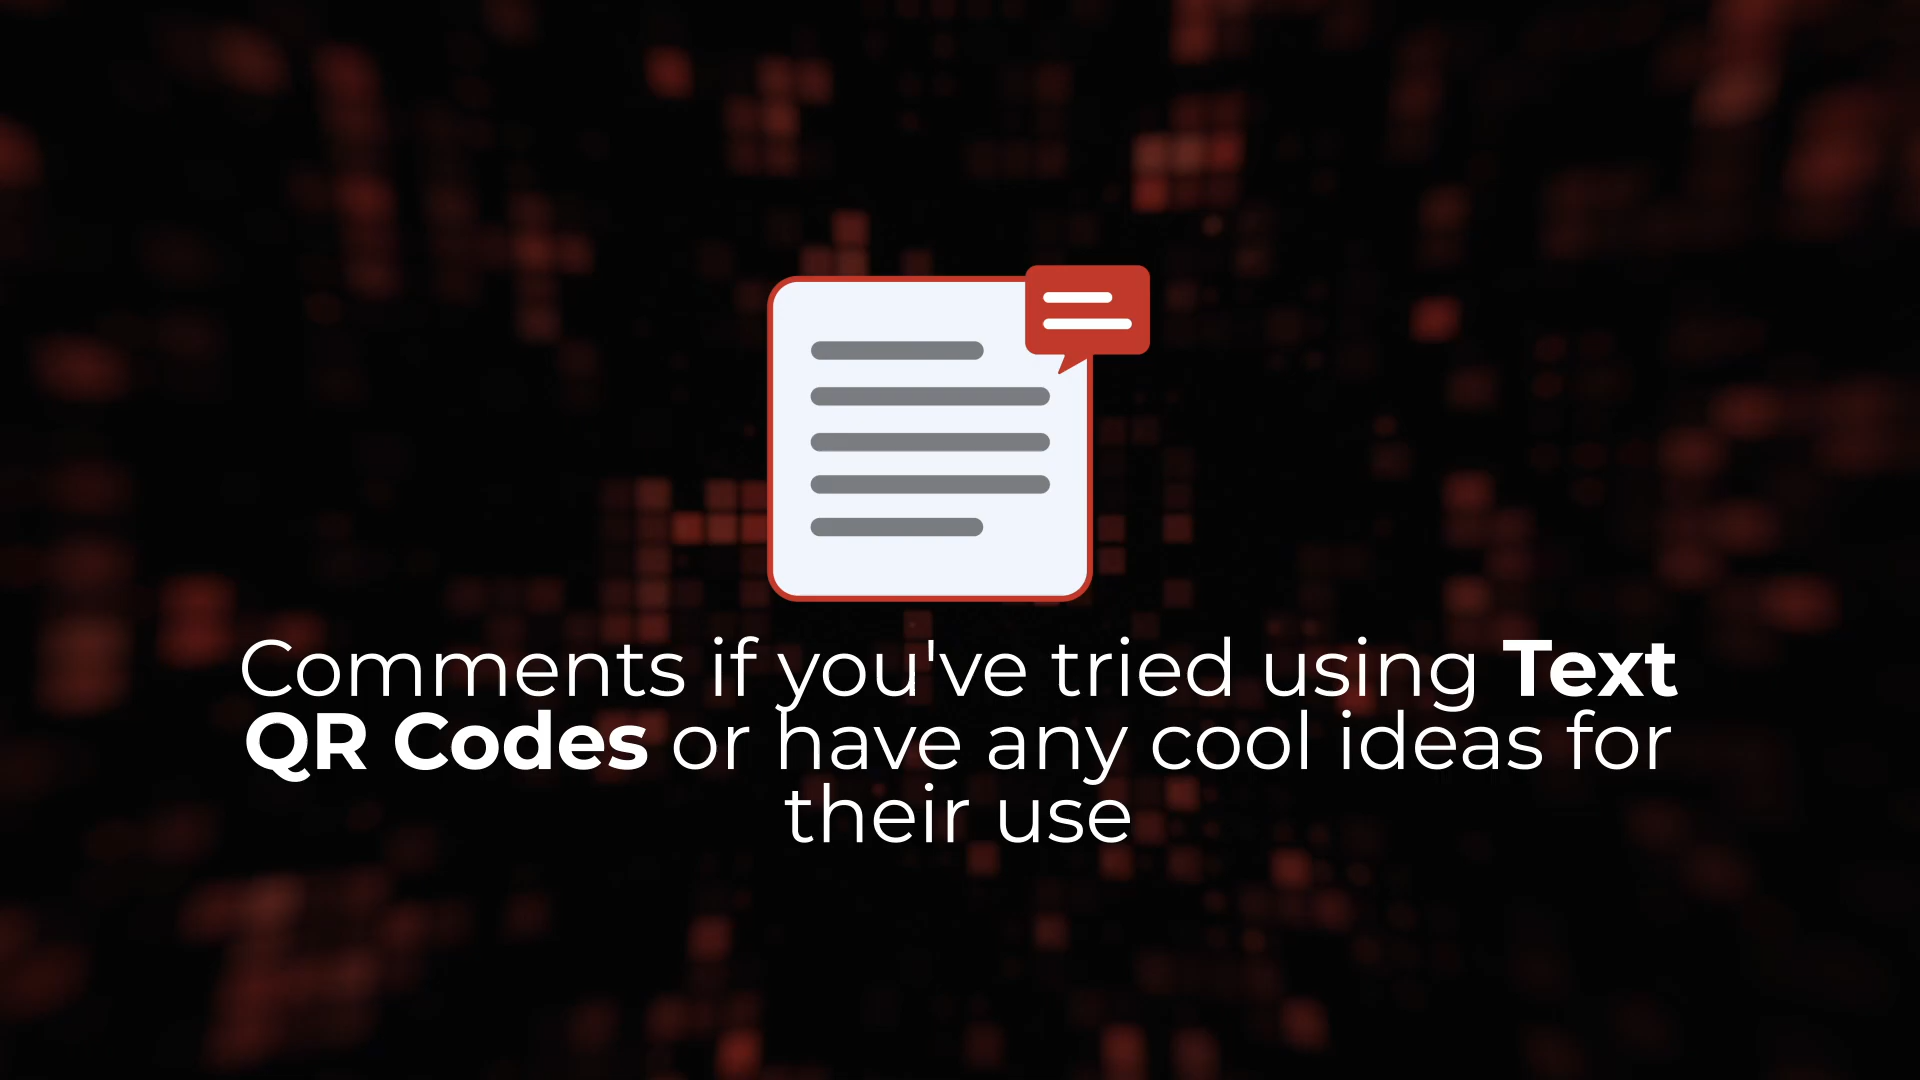 Comments if you've tried using Text
QR Codes or have any cool ideas for
their use